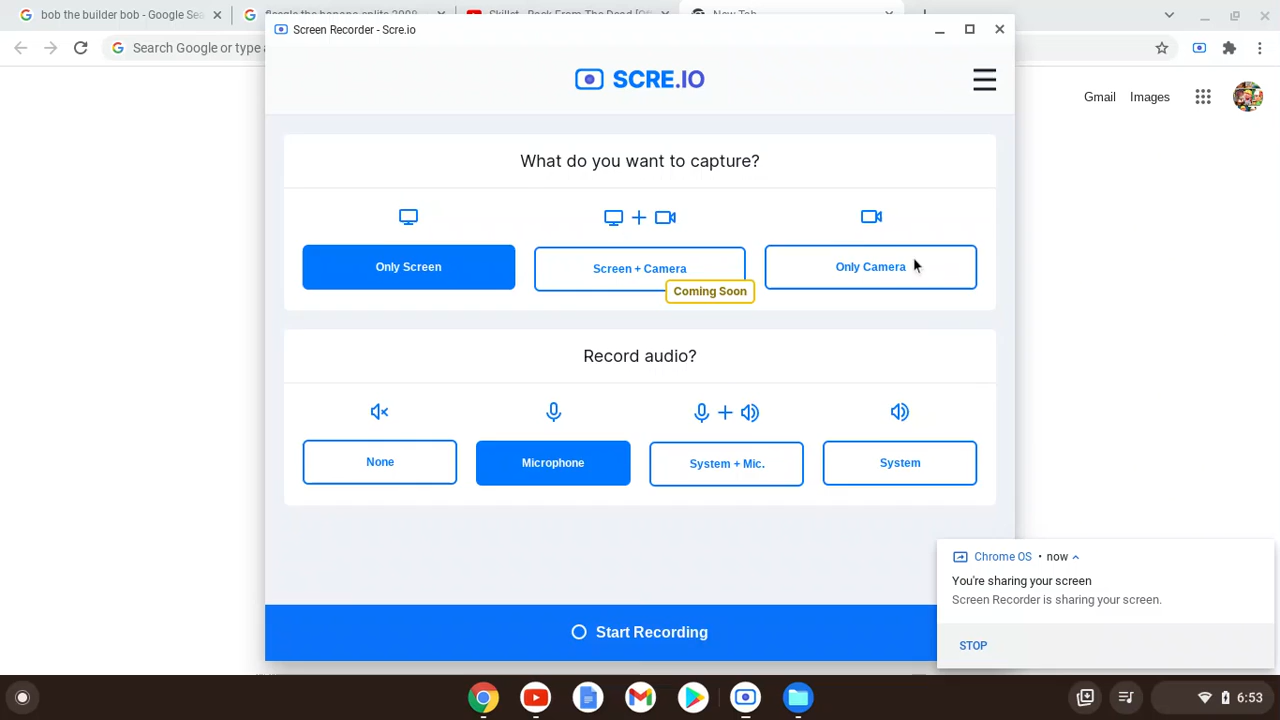 bob the builder bob - Google Sea
Screen Recorder - Scre.io
New Tab
Search Google or type a
SCRE.IO
Gmail
Images
What do you want to capture?
Only Screen
Screen + Camera
Only Camera
Coming Soon
Record audio?
None
Microphone
System + Mic.
System
Start Recording
Chrome OS • now
You're sharing your screen
Screen Recorder is sharing your screen.
STOP
6:53